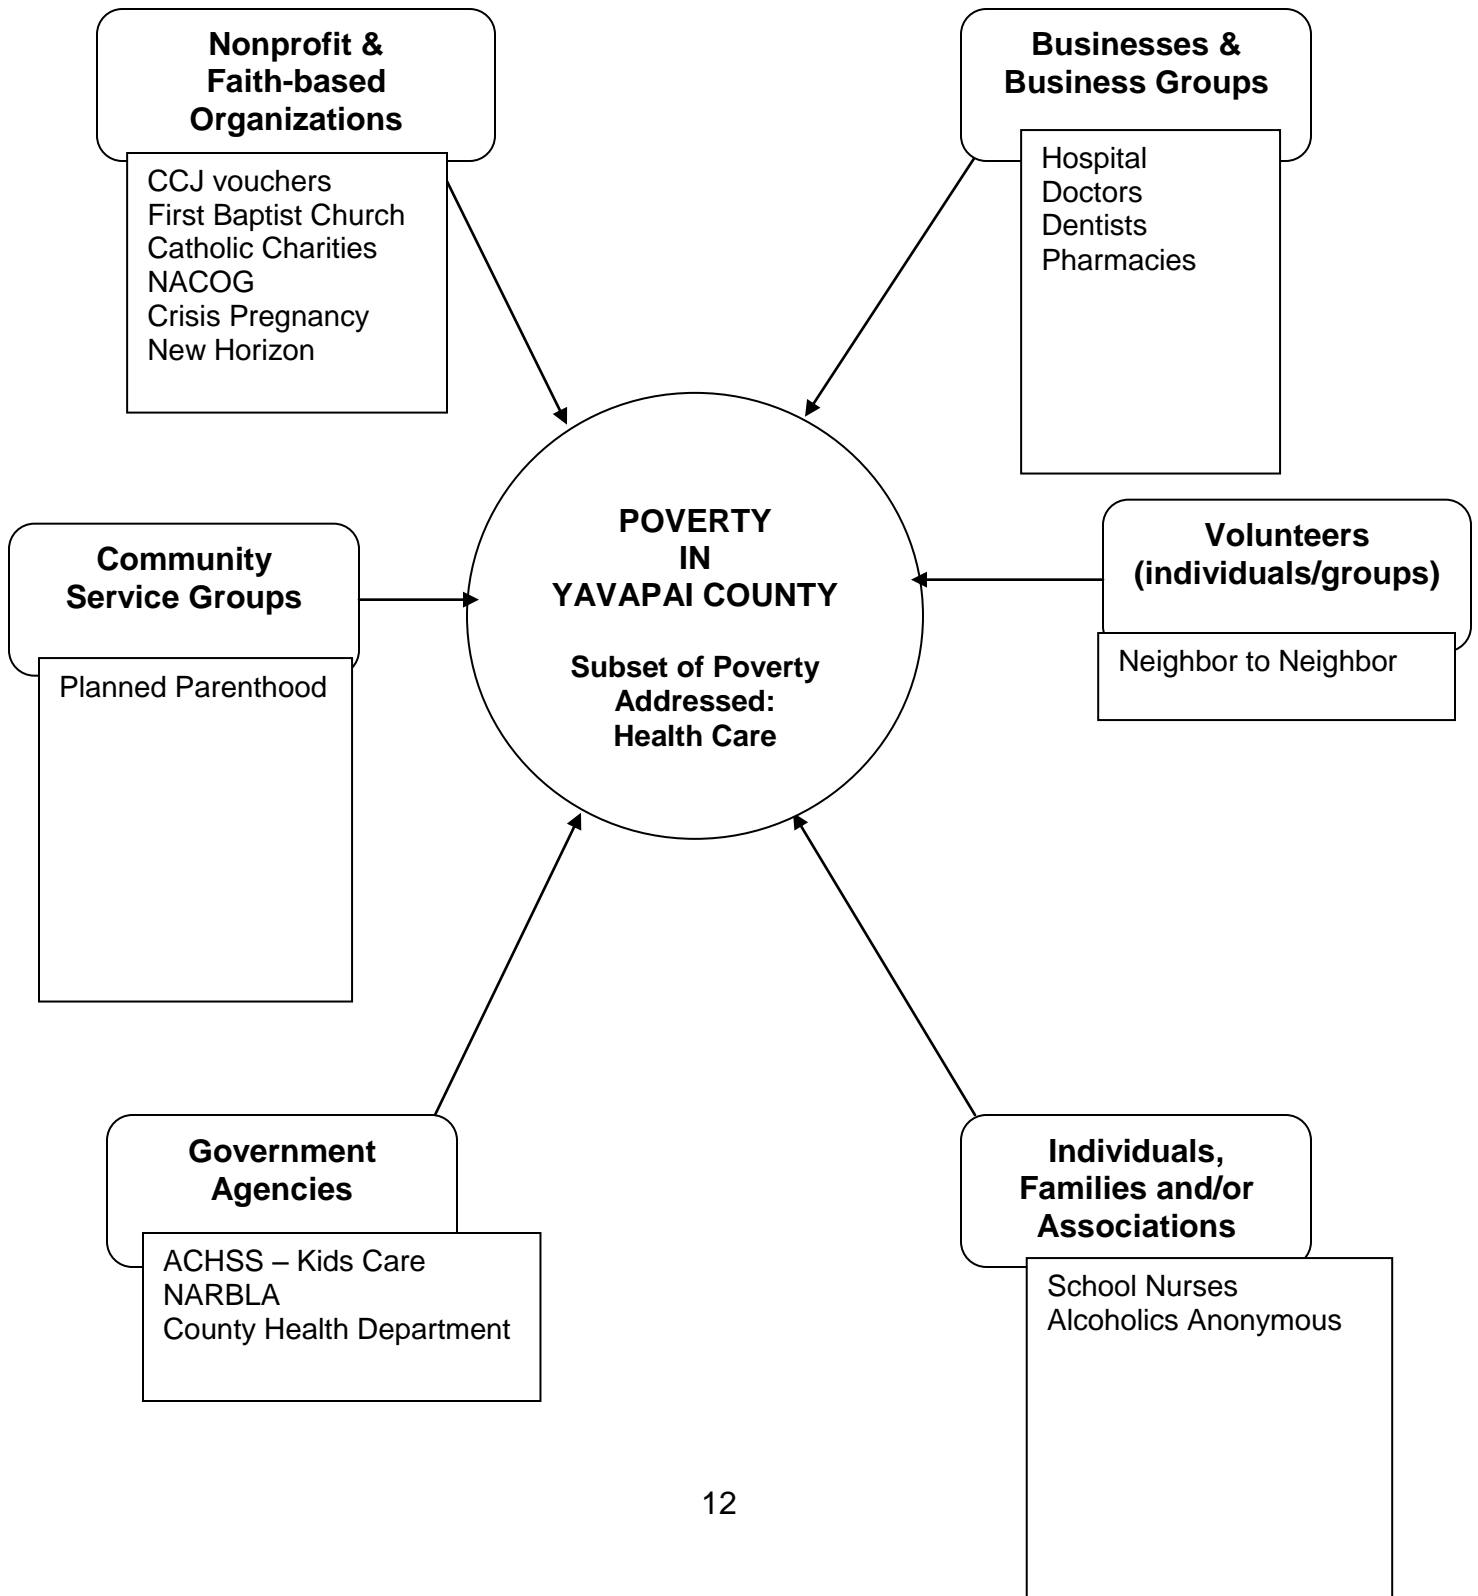 Nonprofit &
Faith-based
Organizations
CCJ vouchers
First Baptist Church
Catholic Charities
NACOG
Crisis Pregnancy
New Horizon
Businesses &
Business Groups
Hospital
Doctors
Dentists
Pharmacies
Community
Service Groups
Planned Parenthood
POVERTY
IN
YAVAPAI COUNTY
Subset of Poverty
Addressed:
Health Care
Volunteers
(individuals/groups)
Neighbor to Neighbor
Government
Agencies
ACHSS – Kids Care
NARBLA
County Health Department
Individuals,
Families and/or
Associations
School Nurses
Alcoholics Anonymous
12